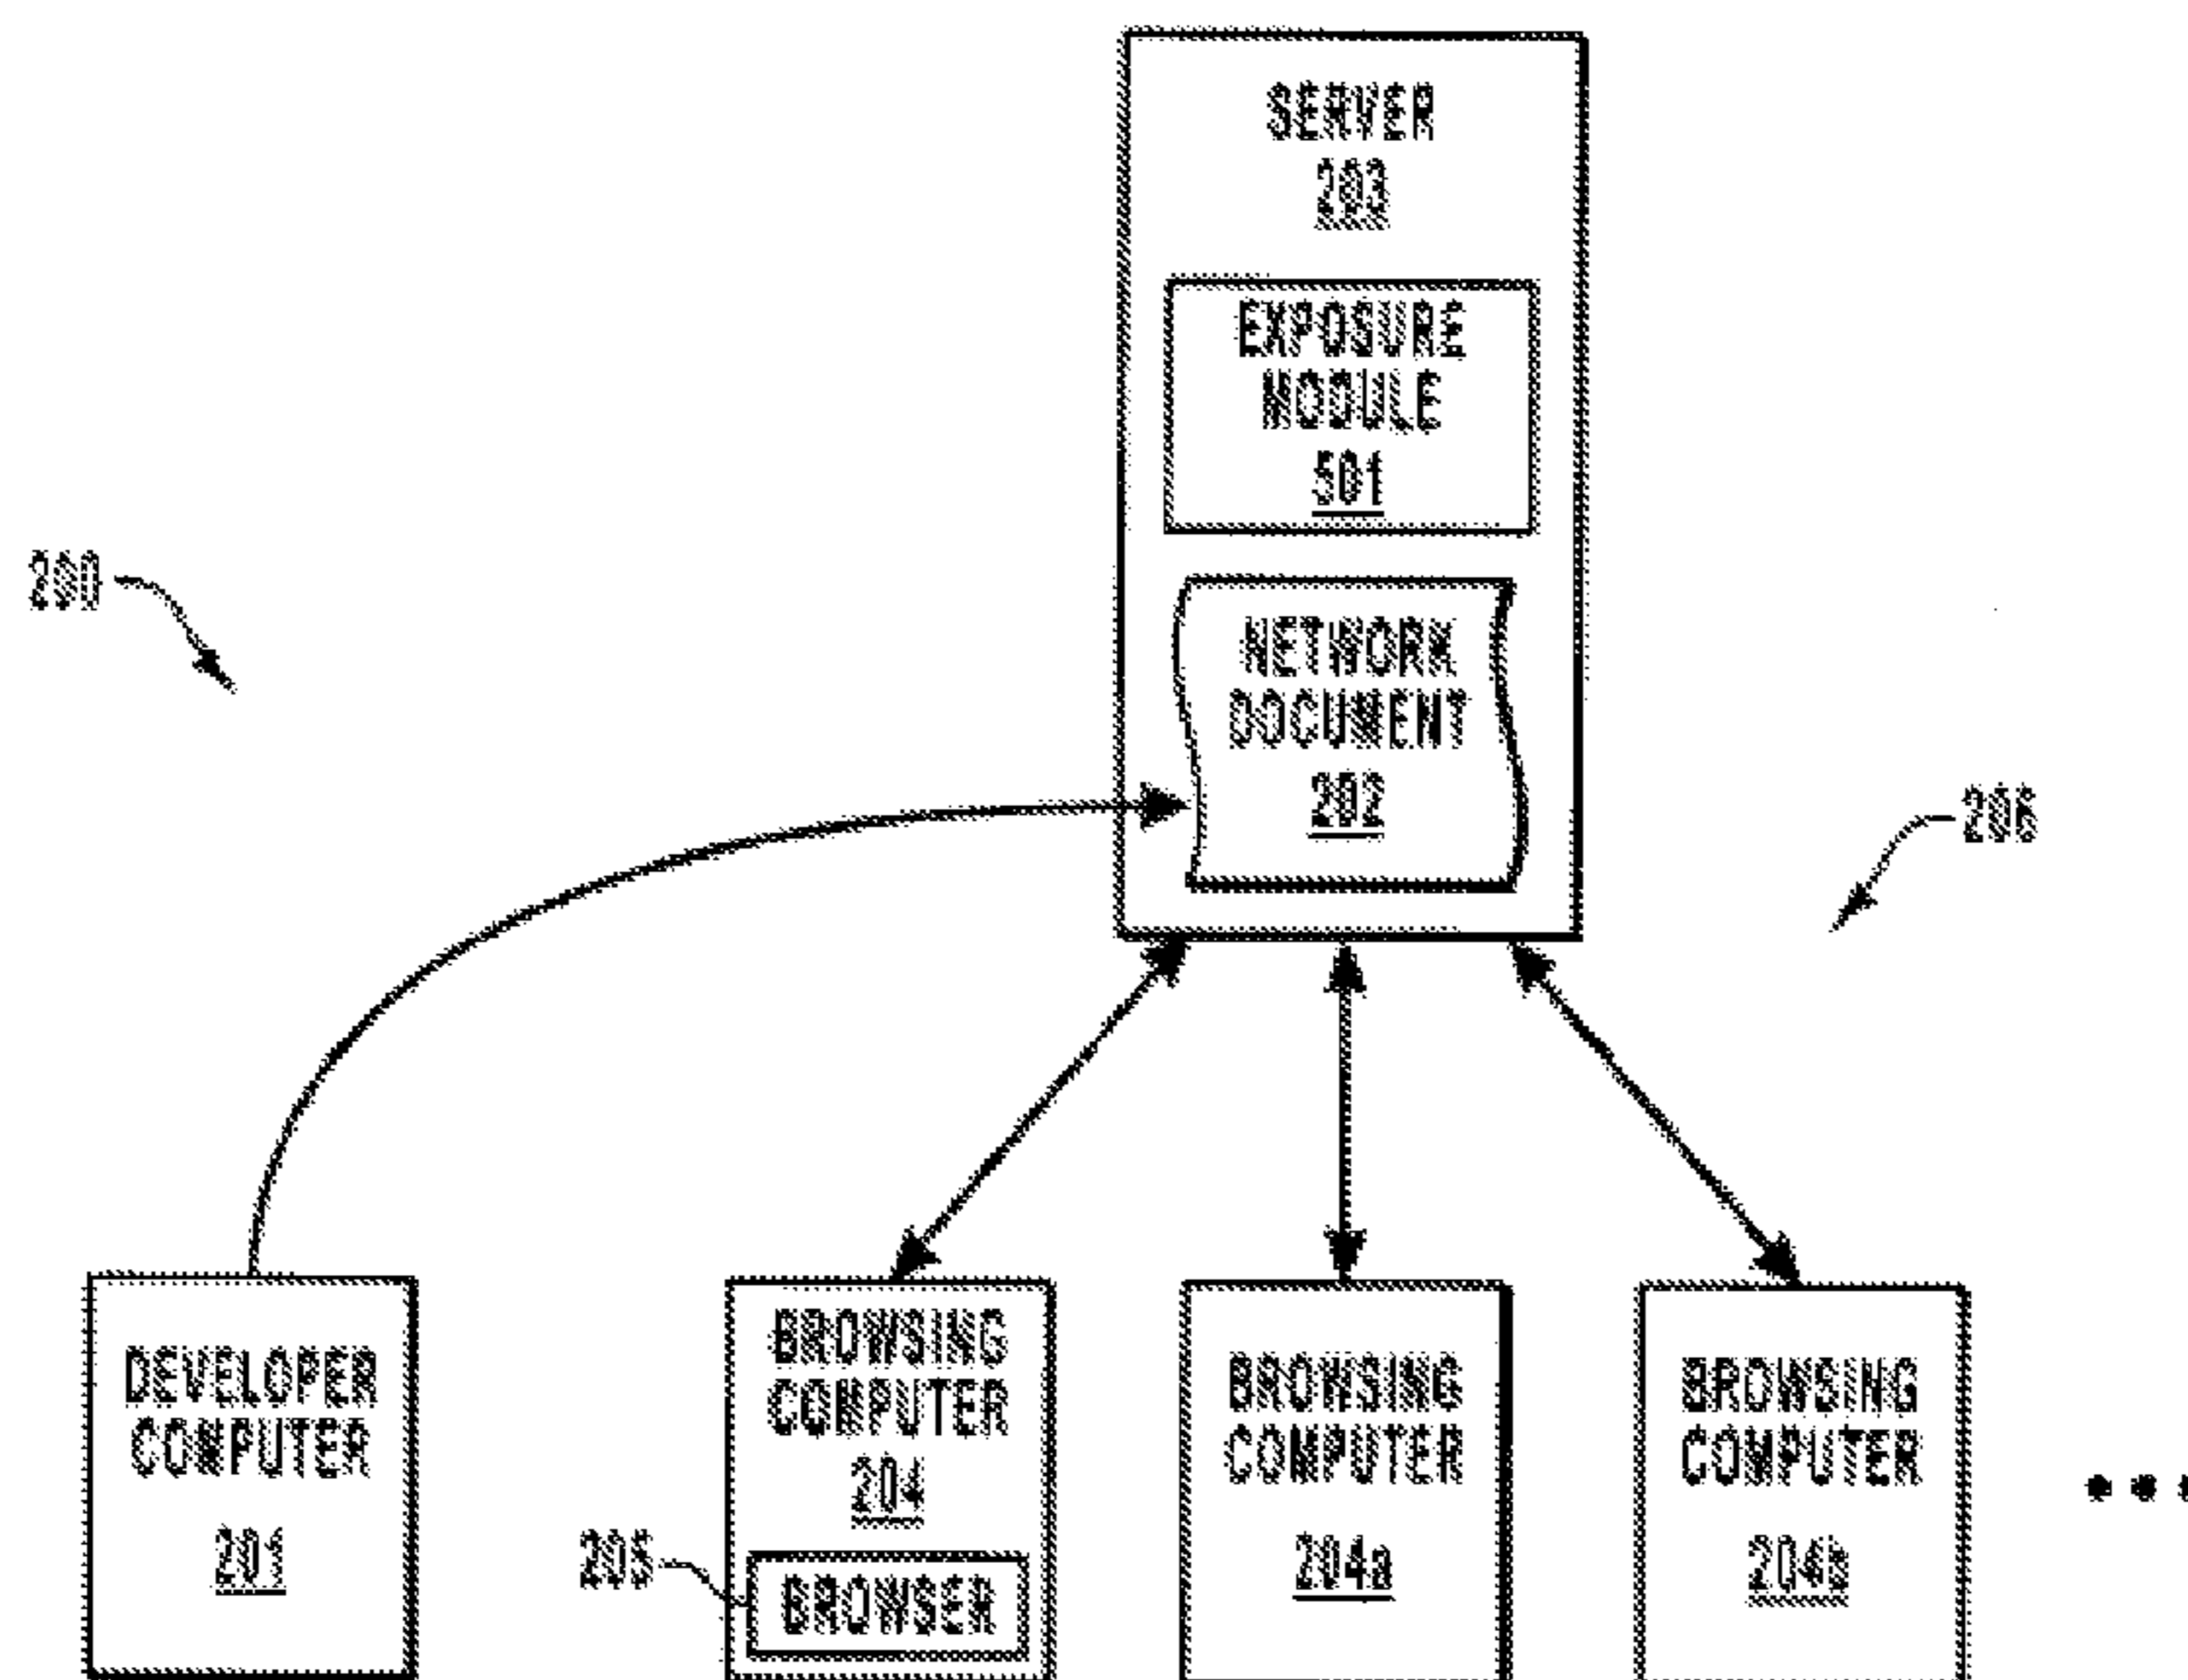 SERVER
203
EXPOSURE
MODULE
501
200
NETWORK
DOCUMENT
202
206
DEVELOPER
COMPUTER
201
BROWSING
COMPUTER
204
205
BROWSER
BROWSING
COMPUTER
204a
BROWSING
COMPUTER
204b
...